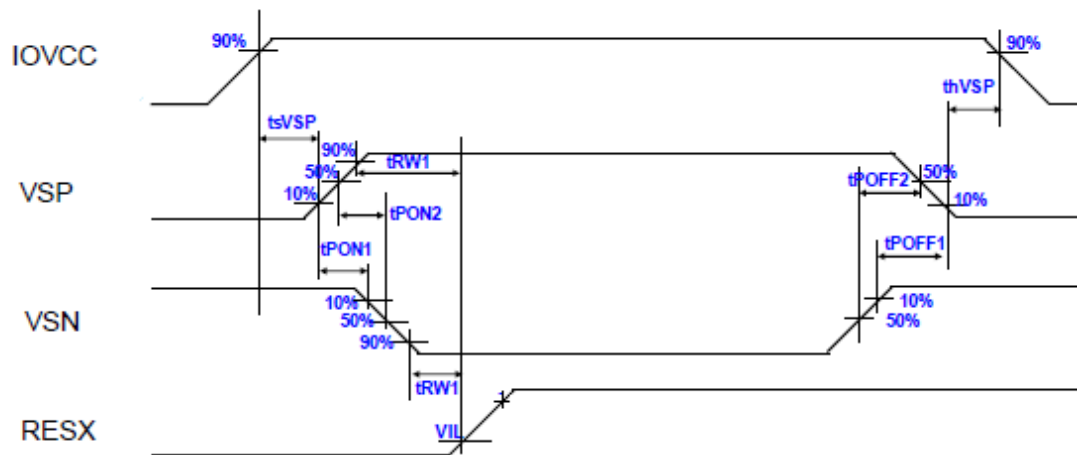 90%
90%
IOVCC
thVSP
tsVSP
90%
tRW1
50%
50%
tPOFF2
VSP
10%
10%
tPON2
tPON1
tPOFF1
10%
10%
VSN
50%
50%
90%
tRW1
1
RESX
VIL